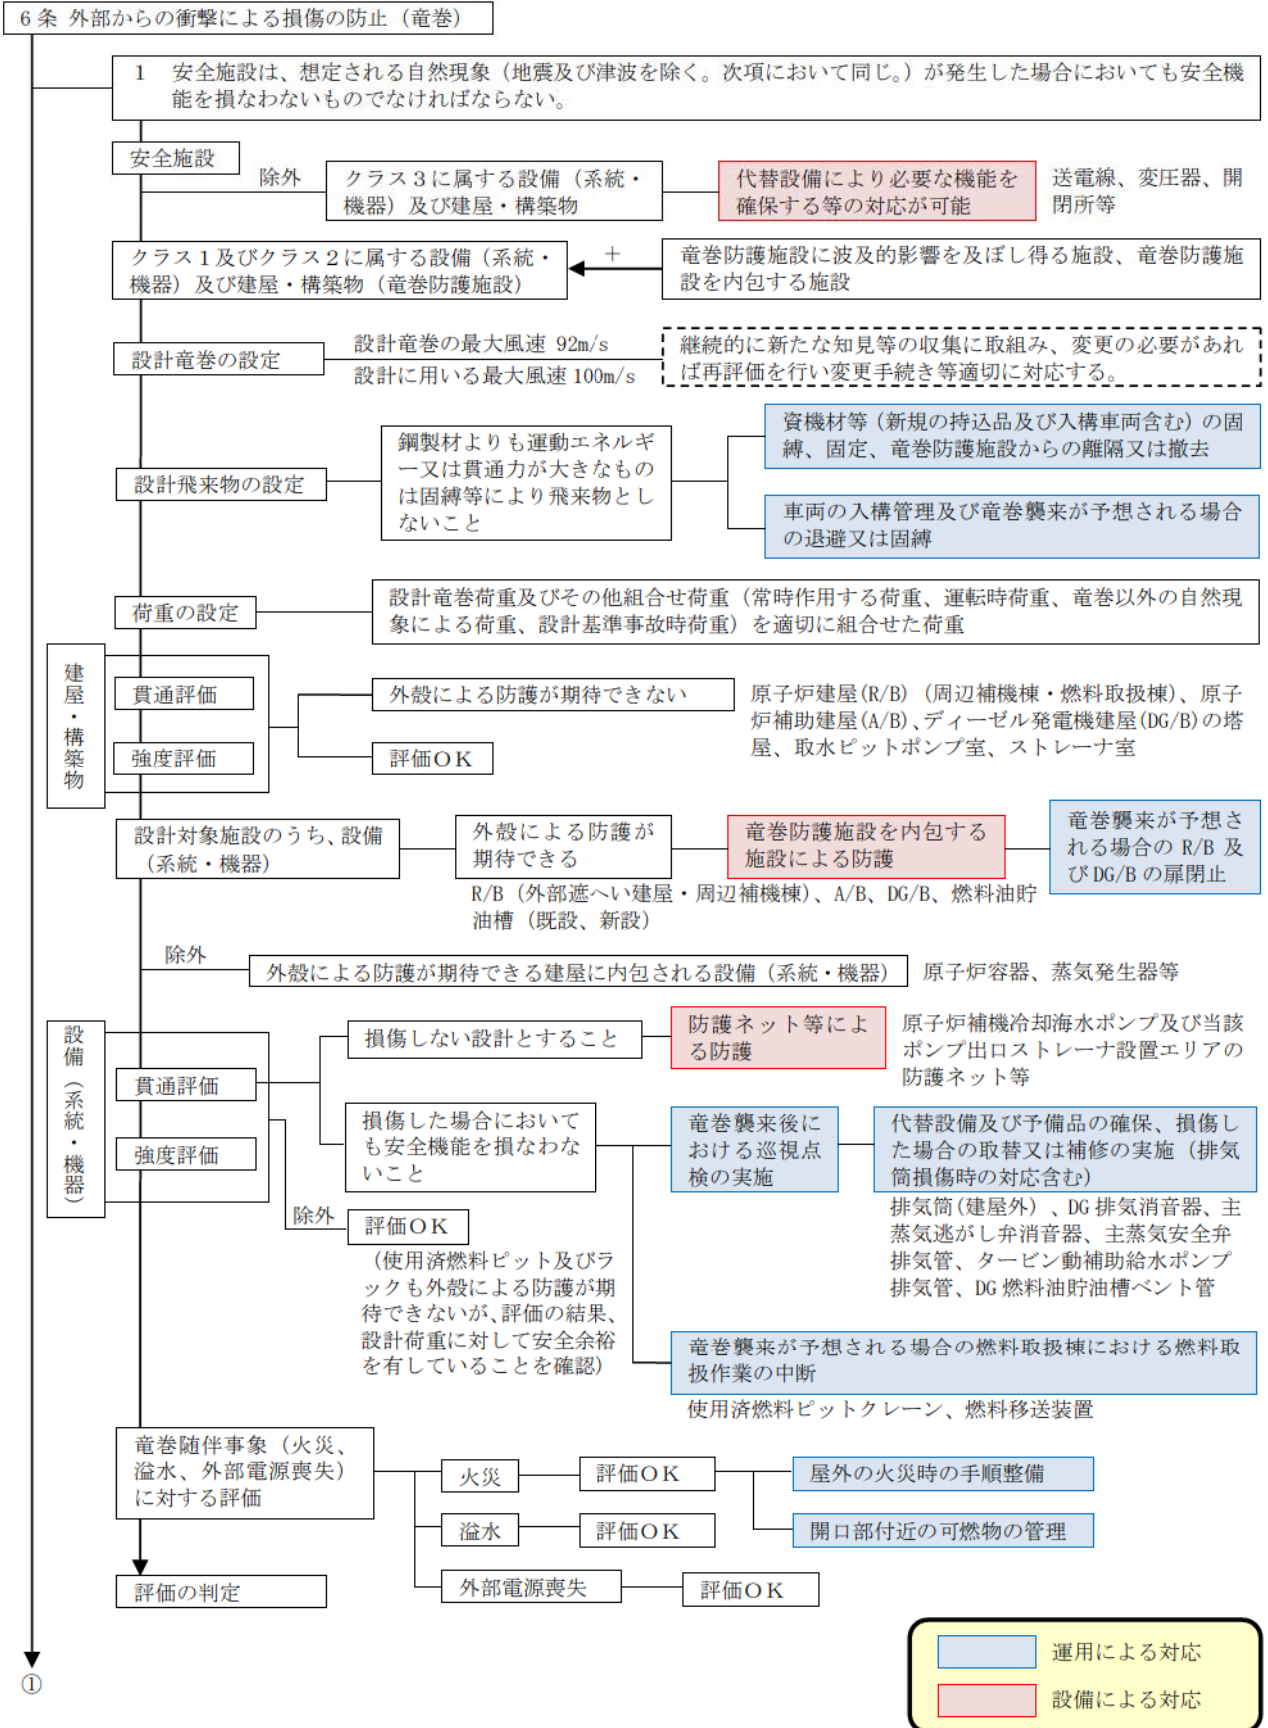 6条 外部からの衝撃による損傷の防止（竜巻）
1 安全施設は、想定される自然現象（地震及び津波を除く。次項において同じ。）が発生した場合においても安全機
能を損なわないものでなければならない。
安全施設
除外
クラス３に属する設備（系統・
機器）及び建屋・構築物
代替設備により必要な機能を
確保する等の対応が可能
送電線、変圧器、開
閉所等
クラス１及びクラス２に属する設備（系統・
機器）及び建屋・構築物（竜巻防護施設）
＋
竜巻防護施設に波及的影響を及ぼし得る施設、竜巻防護施
設を内包する施設
設計竜巻の設定
設計竜巻の最大風速 92m/s
設計に用いる最大風速 100m/s
継続的に新たな知見等の収集に取組み、変更の必要があれ
ば再評価を行い変更手続き等適切に対応する。
設計飛来物の設定
鋼製材よりも運動エネルギ
ー又は貫通力が大きなもの
は固縛等により飛来物とし
ないこと
資機材等（新規の持込品及び入構車両含む）の固
縛、固定、竜巻防護施設からの離隔又は撤去
車両の入構管理及び竜巻襲来が予想される場合
の退避又は固縛
荷重の設定
設計竜巻荷重及びその他組合せ荷重（常時作用する荷重、運転時荷重、竜巻以外の自然現
象による荷重、設計基準事故時荷重）を適切に組合せた荷重
建屋・構築物
貫通評価
強度評価
外殻による防護が期待できない
原子炉建屋(R/B)（周辺補機棟・燃料取扱棟）、原子
炉補助建屋(A/B)、ディーゼル発電機建屋(DG/B)の塔
屋、取水ピットポンプ室、ストレーナ室
評価ＯＫ
設計対象施設のうち、設備
（系統・機器）
外殻による防護が
期待できる
竜巻防護施設を内包する
施設による防護
竜巻襲来が予想さ
れる場合の R/B 及
び DG/B の扉閉止
R/B（外部遮へい建屋・周辺補機棟）、A/B、DG/B、燃料油貯
油槽（既設、新設）
除外
外殻による防護が期待できる建屋に内包される設備（系統・機器）
原子炉容器、蒸気発生器等
設備（系統・機器）
貫通評価
強度評価
損傷しない設計とすること
防護ネット等によ
る防護
原子炉補機冷却海水ポンプ及び当該
ポンプ出口ストレーナ設置エリアの
防護ネット等
損傷した場合において
も安全機能を損なわな
いこと
竜巻襲来後に
おける巡視点
検の実施
代替設備及び予備品の確保、損傷し
た場合の取替又は補修の実施（排気
筒損傷時の対応含む）
排気筒(建屋外）、DG 排気消音器、主
蒸気逃がし弁消音器、主蒸気安全弁
排気管、タービン動補助給水ポンプ
排気管、DG 燃料油貯油槽ベント管
除外
評価ＯＫ
（使用済燃料ピット及びラ
ックも外殻による防護が期
待できないが、評価の結果、
設計荷重に対して安全余裕
を有していることを確認）
竜巻襲来が予想される場合の燃料取扱棟における燃料取
扱作業の中断
使用済燃料ピットクレーン、燃料移送装置
竜巻随伴事象（火災、
溢水、外部電源喪失）
に対する評価
火災
評価ＯＫ
屋外の火災時の手順整備
開口部付近の可燃物の管理
溢水
評価ＯＫ
外部電源喪失
評価ＯＫ
評価の判定
①
運用による対応
設備による対応